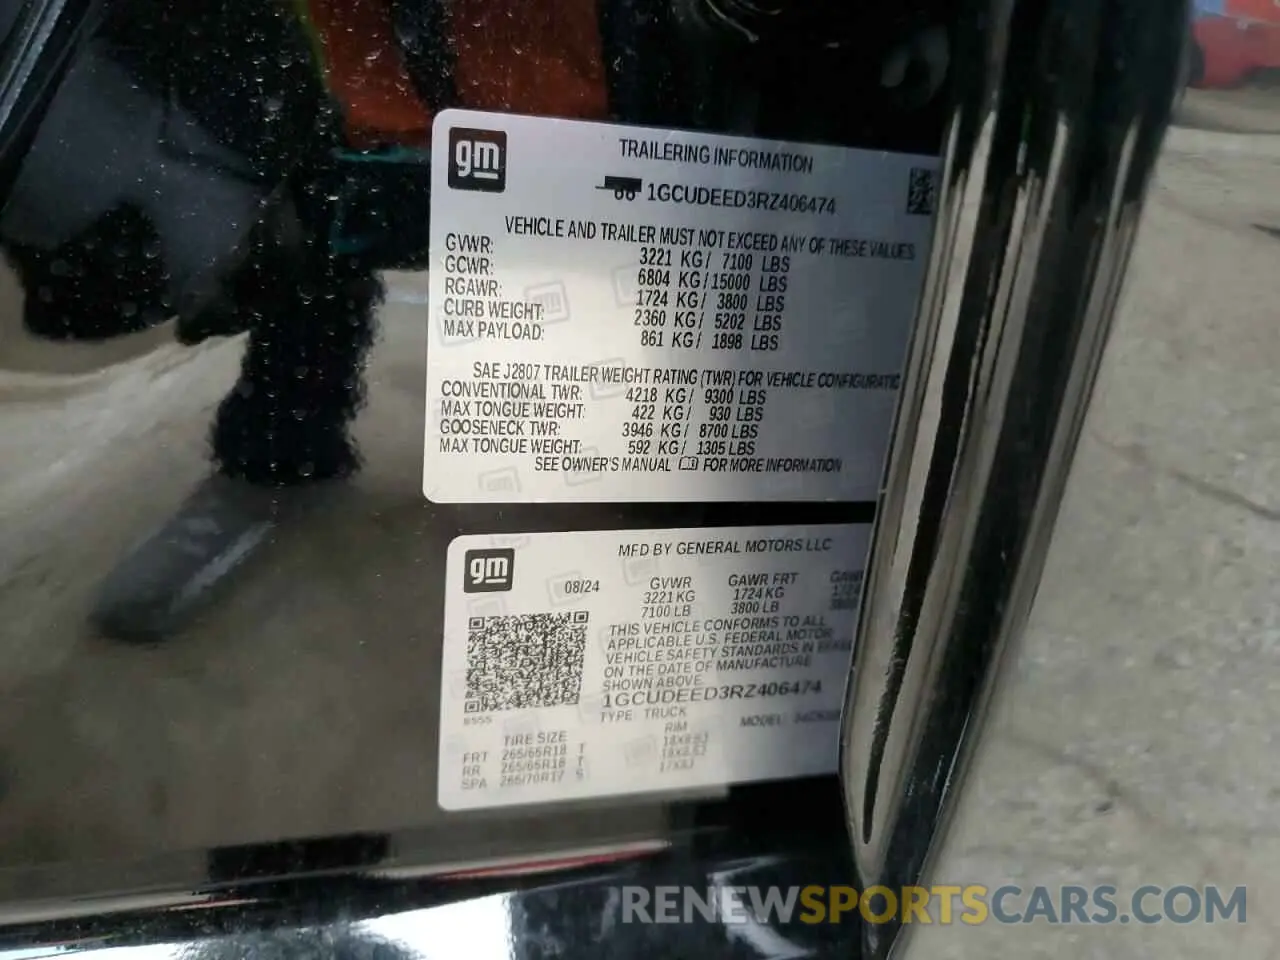 gm
TRAILERING INFORMATION
1GCUDEED3RZ406474
VEHICLE AND TRAILER MUST NOT EXCEED ANY OF THESE VALUES
GVWR: 3221 KG/ 7100 LBS
GCWR: 6804 KG/15000 LBS
RGAWR: 1724 KG/ 3800 LBS
CURB WEIGHT: 2360 KG/ 5202 LBS
MAX PAYLOAD: 861 KG/ 1898 LBS
SAE J2807 TRAILER WEIGHT RATING (TWR) FOR VEHICLE CONFIGURATIO
CONVENTIONAL TWR: 4218 KG/ 9300 LBS
MAX TONGUE WEIGHT: 422 KG/ 930 LBS
GOOSENECK TWR: 3946 KG/ 8700 LBS
MAX TONGUE WEIGHT: 592 KG/ 1305 LBS
SEE OWNER'S MANUAL FOR MORE INFORMATION
gm
MFD BY GENERAL MOTORS LLC
08/24 GVWR GAWR FRT
3221 KG 1724 KG
7100 LB 3800 LB
THIS VEHICLE CONFORMS TO ALL
APPLICABLE U.S. FEDERAL MOTOR
VEHICLE SAFETY STANDARDS IN
ON THE DATE OF MANUFACTURE
SHOWN ABOVE.
1GCUDEED3RZ406474
TYPE: TRUCK MODEL:
TIRE SIZE RIM
FRT 265/65R18 T
RR 265/65R18 T
SPA 265/70R17 S
RENEWSPORTSCARS.COM